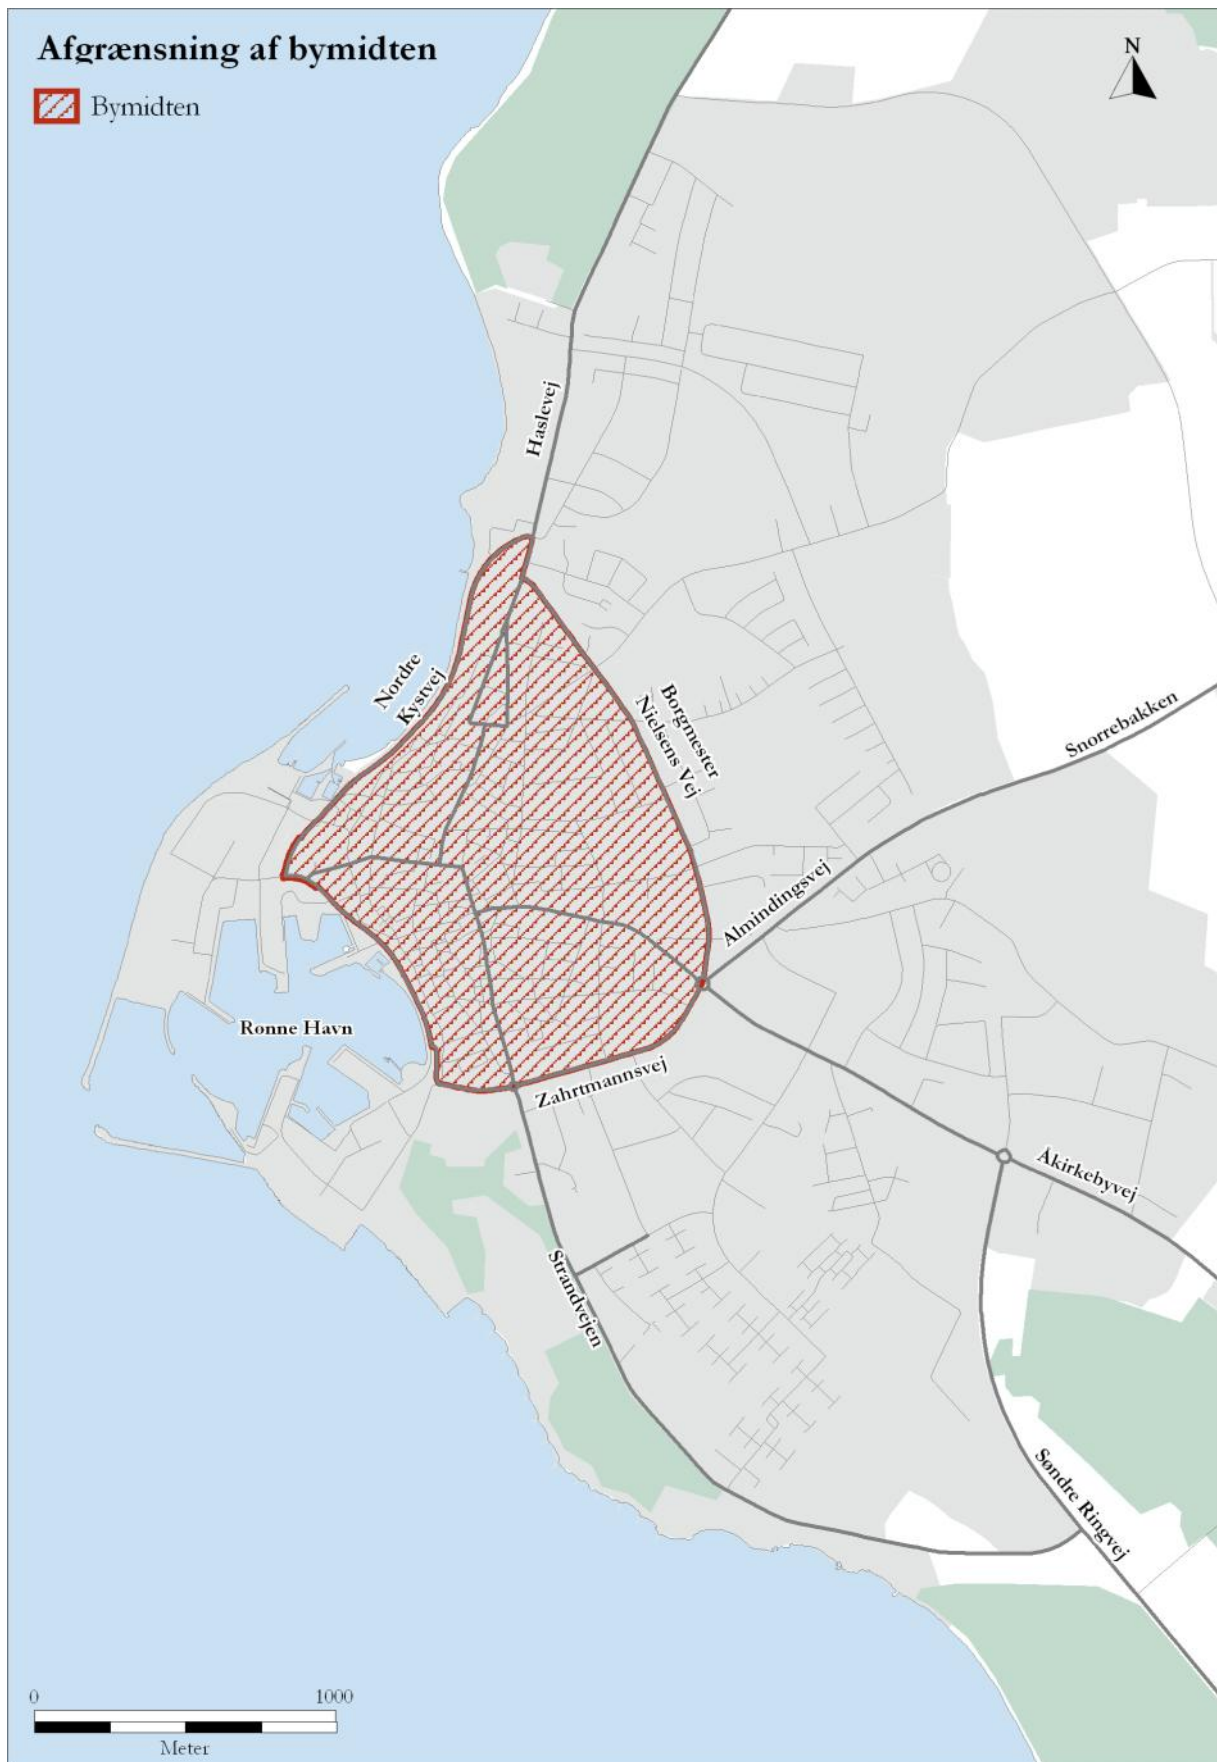 Afgrænsning af bymidten
Bymidten
N
Haslevej
Nordre
Kystvej
Borgmester
Nielsens Vej
Snorrebakken
Almindingsvej
Rønne Havn
Zahrtmannsvej
Åkirkebyvej
Strandvejen
Søndre Ringvej
0 1000
Meter